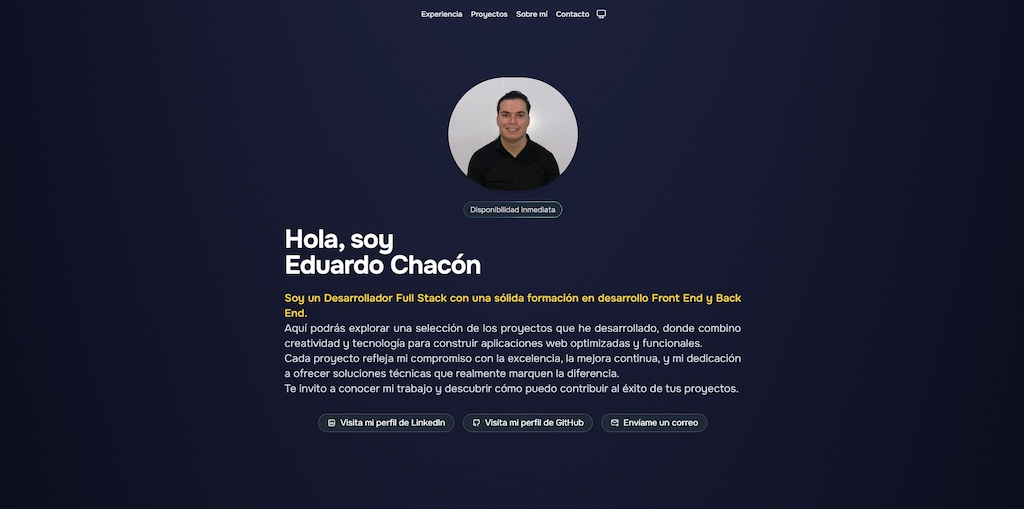 Experiencia Proyectos Sobre mí Contacto
Disponibilidad inmediata
Hola, soy
Eduardo Chacón
Soy un Desarrollador Full Stack con una sólida formación en desarrollo Front End y Back
End.
Aquí podrás explorar una selección de los proyectos que he desarrollado, donde combino
creatividad y tecnología para construir aplicaciones web optimizadas y funcionales.
Cada proyecto refleja mi compromiso con la excelencia, la mejora continua, y mi dedicación
a ofrecer soluciones técnicas que realmente marquen la diferencia.
Te invito a conocer mi trabajo y descubrir cómo puedo contribuir al éxito de tus proyectos.
Visita mi perfil de LinkedIn Visita mi perfil de GitHub Envíame un correo